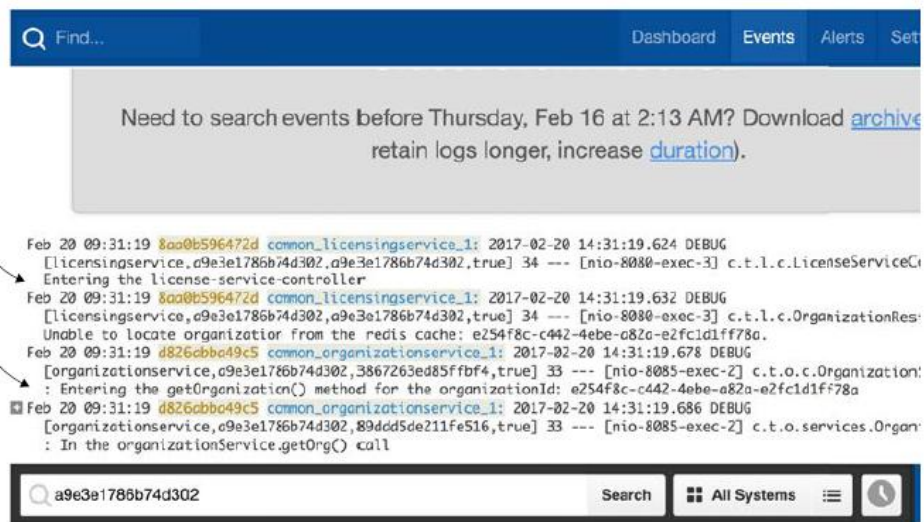 Find... Dashboard Events Alerts Set
Need to search events before Thursday, Feb 16 at 2:13 AM? Download archive
retain logs longer, increase duration).
Feb 20 09:31:19 8aa0b596472d common_licensingservice_1: 2017-02-20 14:31:19.624 DEBUG
[licensingservice,a9e3e1786b74d302,a9e3e1786b74d302,true] 34 --- [nio-8080-exec-3] c.t.l.c.LicenseServiceCo
Entering the license-service-controller
Feb 20 09:31:19 8aa0b596472d common_licensingservice_1: 2017-02-20 14:31:19.632 DEBUG
[licensingservice,a9e3e1786b74d302,a9e3e1786b74d302,true] 34 --- [nio-8080-exec-3] c.t.l.c.OrganizationRes
Unable to locate organization from the redis cache: e254f8c-c442-4ebe-a82a-e2fc1d1ff78a.
Feb 20 09:31:19 d826abba49c5 common_organizationservice_1: 2017-02-20 14:31:19.678 DEBUG
[organizationservice,a9e3e1786b74d302,3867263ed85ffbf4,true] 33 --- [nio-8085-exec-2] c.t.o.c.Organization
: Entering the getOrganization() method for the organizationId: e254f8c-c442-4ebe-a82a-e2fc1d1ff78a
Feb 20 09:31:19 d826abba49c5 common_organizationservice_1: 2017-02-20 14:31:19.686 DEBUG
[organizationservice,a9e3e1786b74d302,89ddd5de211fe516,true] 33 --- [nio-8085-exec-2] c.t.o.services.Organ
: In the organizationService.getOrg() call
a9e3e1786b74d302 Search All Systems